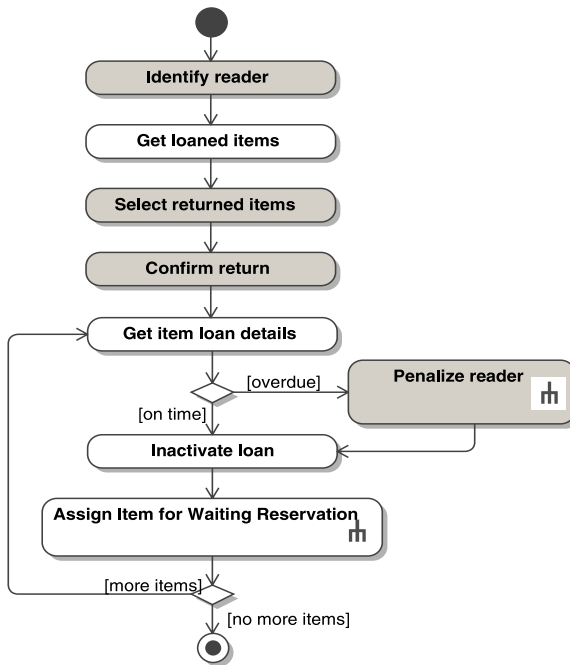 Identify reader
Get loaned items
Select returned items
Confirm return
Get item loan details
[overdue]
Penalize reader
[on time]
Inactivate loan
Assign Item for Waiting Reservation
[more items]
[no more items]